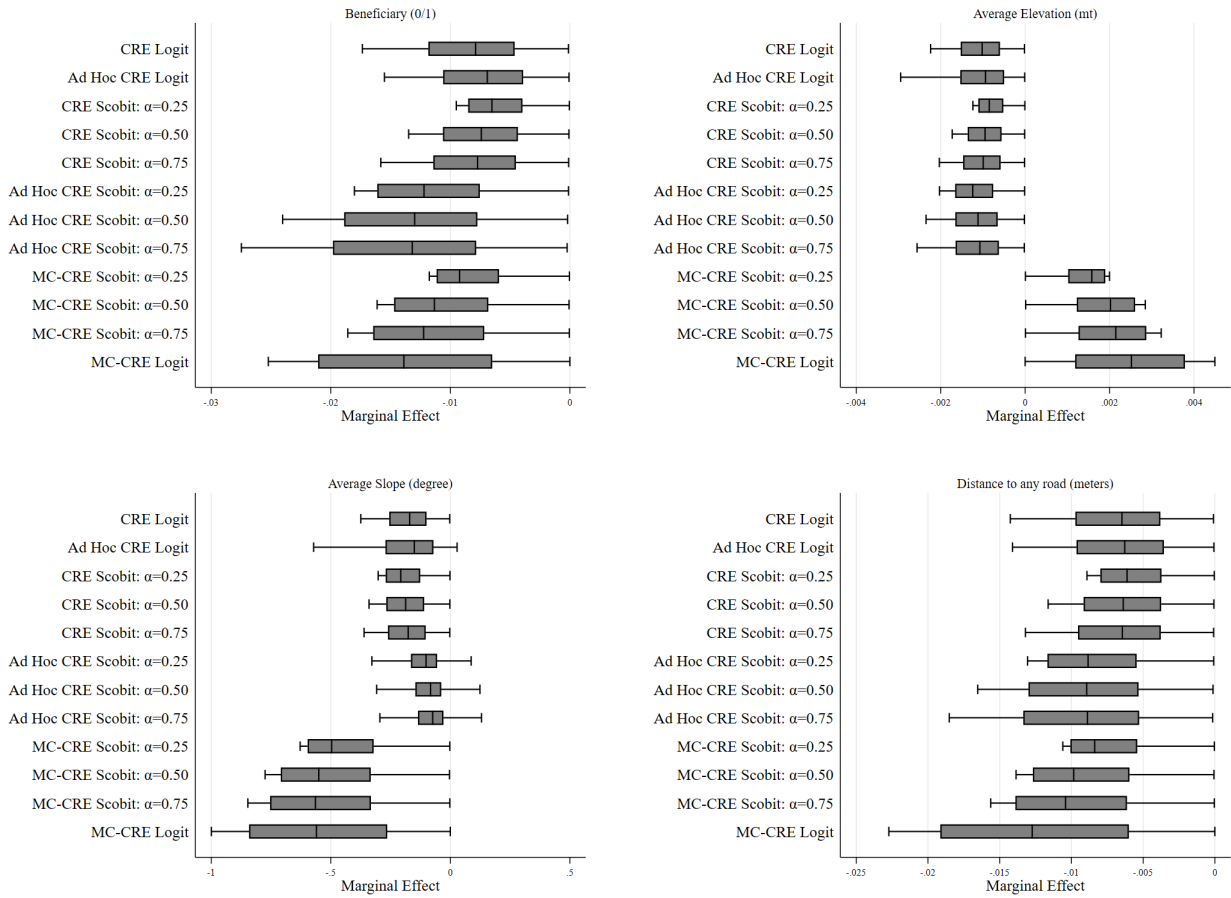 Beneficiary (0/1)
CRE Logit
Ad Hoc CRE Logit
CRE Scobit: α=0.25
CRE Scobit: α=0.50
CRE Scobit: α=0.75
Ad Hoc CRE Scobit: α=0.25
Ad Hoc CRE Scobit: α=0.50
Ad Hoc CRE Scobit: α=0.75
MC-CRE Scobit: α=0.25
MC-CRE Scobit: α=0.50
MC-CRE Scobit: α=0.75
MC-CRE Logit
-.03 -.02 -.01 0
Marginal Effect
Average Elevation (mt)
CRE Logit
Ad Hoc CRE Logit
CRE Scobit: α=0.25
CRE Scobit: α=0.50
CRE Scobit: α=0.75
Ad Hoc CRE Scobit: α=0.25
Ad Hoc CRE Scobit: α=0.50
Ad Hoc CRE Scobit: α=0.75
MC-CRE Scobit: α=0.25
MC-CRE Scobit: α=0.50
MC-CRE Scobit: α=0.75
MC-CRE Logit
-.004 -.002 0 .002 .004
Marginal Effect
Average Slope (degree)
CRE Logit
Ad Hoc CRE Logit
CRE Scobit: α=0.25
CRE Scobit: α=0.50
CRE Scobit: α=0.75
Ad Hoc CRE Scobit: α=0.25
Ad Hoc CRE Scobit: α=0.50
Ad Hoc CRE Scobit: α=0.75
MC-CRE Scobit: α=0.25
MC-CRE Scobit: α=0.50
MC-CRE Scobit: α=0.75
MC-CRE Logit
-1 -.5 0 .5
Marginal Effect
Distance to any road (meters)
CRE Logit
Ad Hoc CRE Logit
CRE Scobit: α=0.25
CRE Scobit: α=0.50
CRE Scobit: α=0.75
Ad Hoc CRE Scobit: α=0.25
Ad Hoc CRE Scobit: α=0.50
Ad Hoc CRE Scobit: α=0.75
MC-CRE Scobit: α=0.25
MC-CRE Scobit: α=0.50
MC-CRE Scobit: α=0.75
MC-CRE Logit
-.025 -.02 -.015 -.01 -.005 0
Marginal Effect